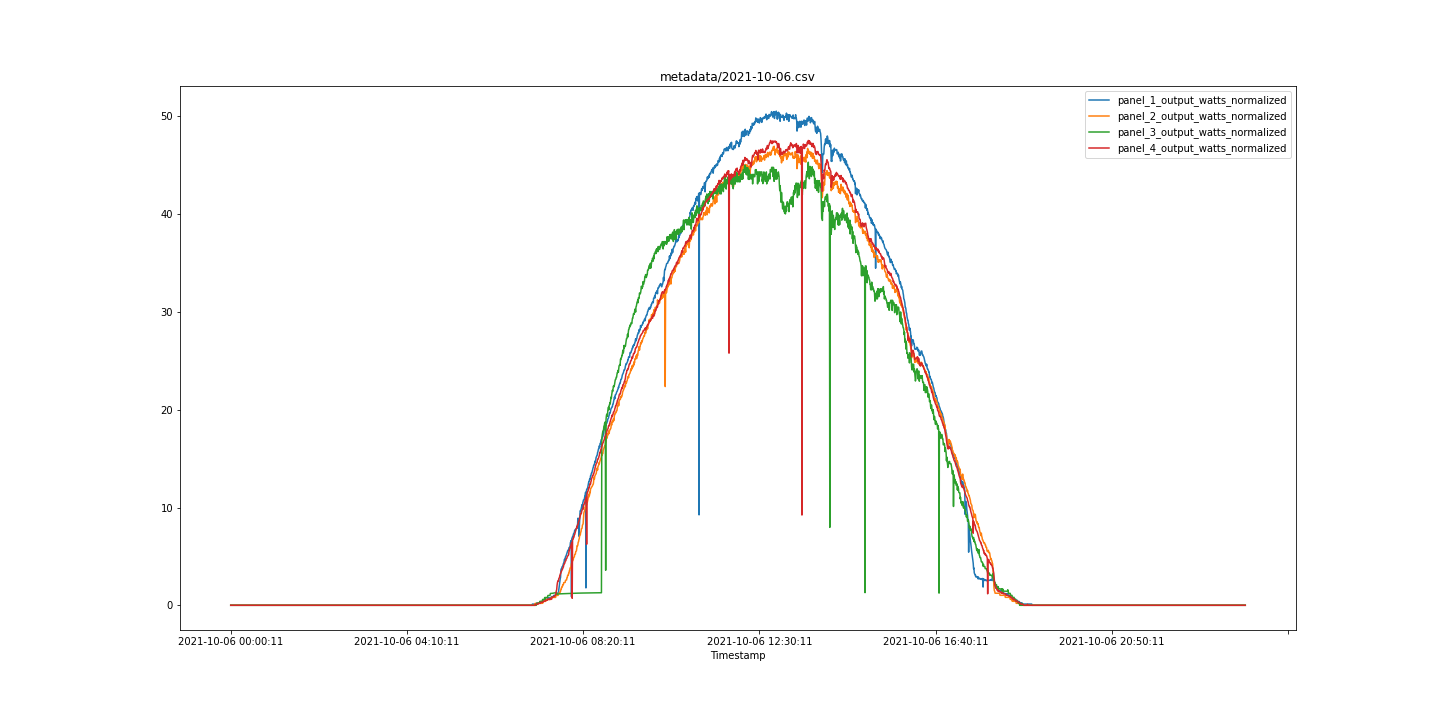 metadata/2021-10-06.csv
panel_1_output_watts_normalized
panel_2_output_watts_normalized
panel_3_output_watts_normalized
panel_4_output_watts_normalized
50
40
30
20
10
0
2021-10-06 00:00:11 2021-10-06 04:10:11 2021-10-06 08:20:11 2021-10-06 12:30:11 2021-10-06 16:40:11 2021-10-06 20:50:11
Timestamp